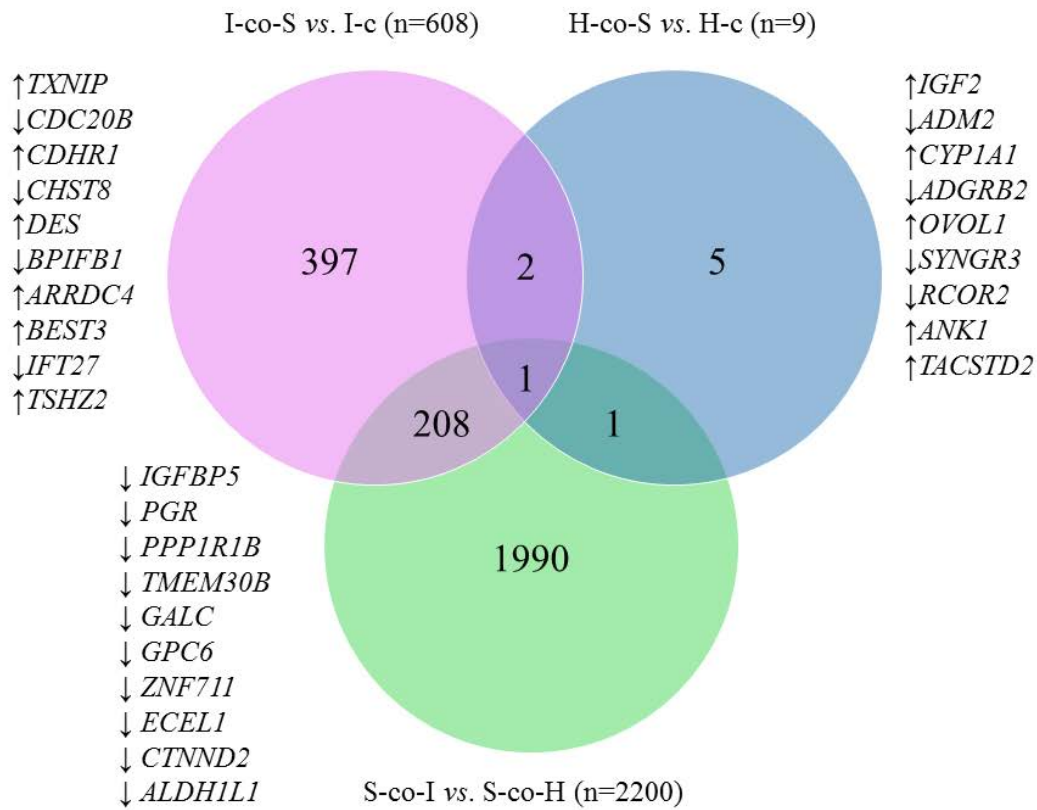 I-co-S vs. I-c (n=608)
H-co-S vs. H-c (n=9)
↑TXNIP
↓CDC20B
↑CDHR1
↓CHST8
↑DES
↓BPIFB1
↑ARRDC4
↑BEST3
↓IFT27
↑TSHZ2
397
2
5
1
208
1
1990
↑IGF2
↓ADM2
↑CYP1A1
↓ADGRB2
↑OVOL1
↓SYNGR3
↓RCOR2
↑ANK1
↑TACSTD2
↓ IGFBP5
↓ PGR
↓ PPP1R1B
↓ TMEM30B
↓ GALC
↓ GPC6
↓ ZNF711
↓ ECEL1
↓ CTNND2
↓ ALDH1L1
S-co-I vs. S-co-H (n=2200)